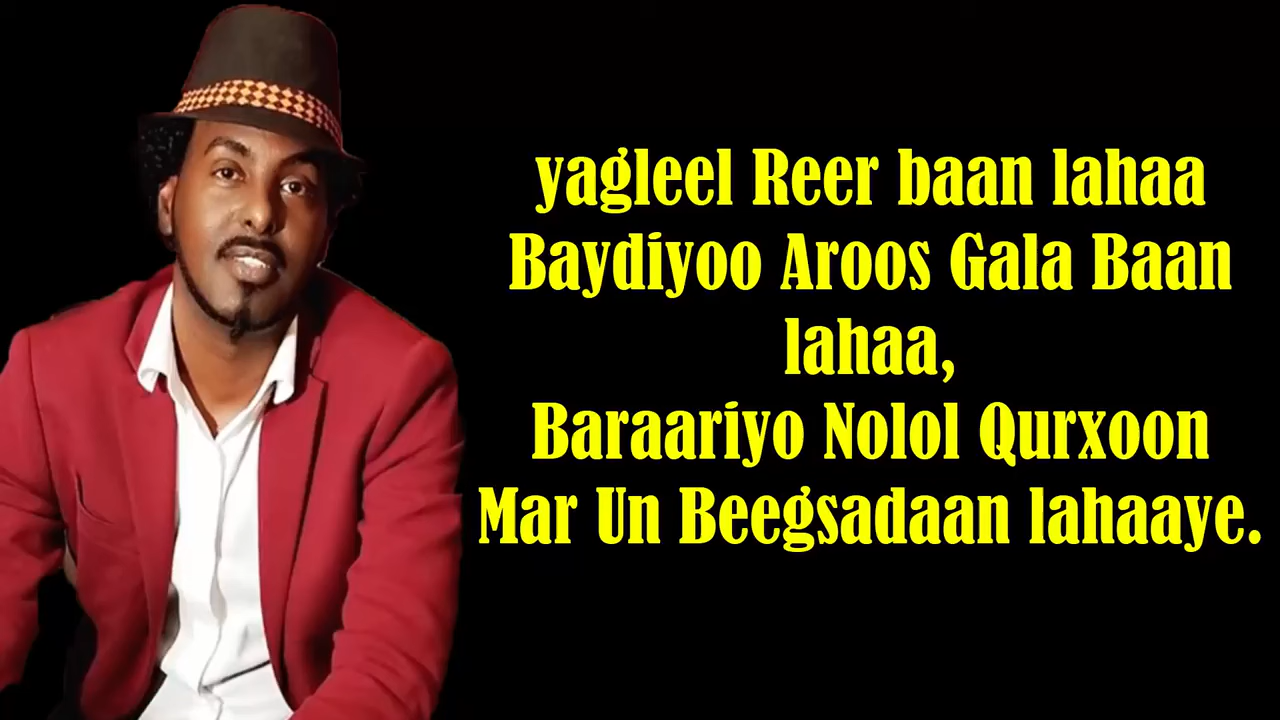 yagleel Reer baan lahaa
Baydiyoo Aroos Gala Baan
lahaa,
Baraariyo Nolol Qurxoon
Mar Un Beegsadaan lahaaye.